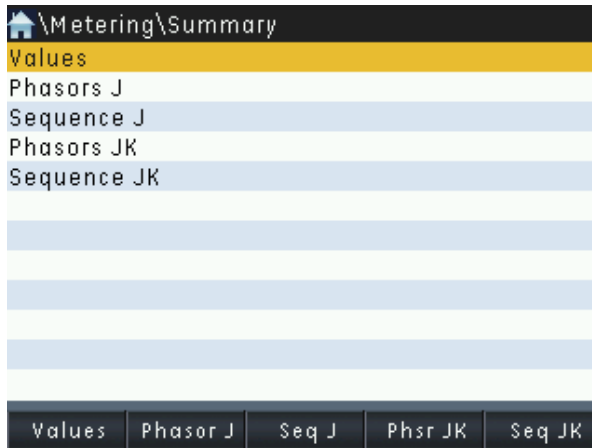 \Metering\Summary
Values
Phasors J
Sequence J
Phasors JK
Sequence JK
Values Phasor J Seq J Phsr JK Seq JK